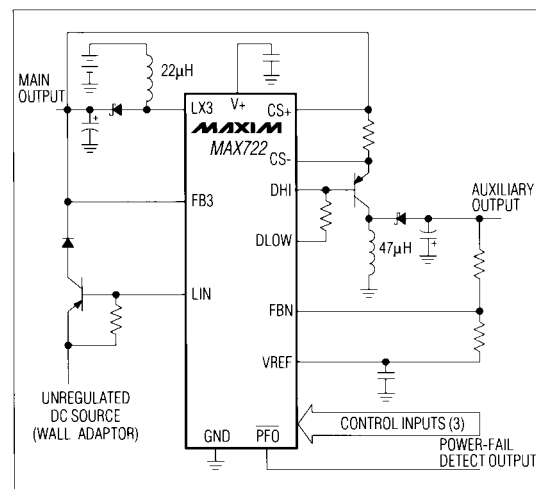 22µH
MAIN
OUTPUT
LX3
V+
CS+
MAXIM
MAX722
CS-
DHI
AUXILIARY
OUTPUT
FB3
DLOW
47µH
LIN
FBN
VREF
UNREGULATED
DC SOURCE
(WALL ADAPTOR)
GND
PFO
CONTROL INPUTS (3)
POWER-FAIL
DETECT OUTPUT